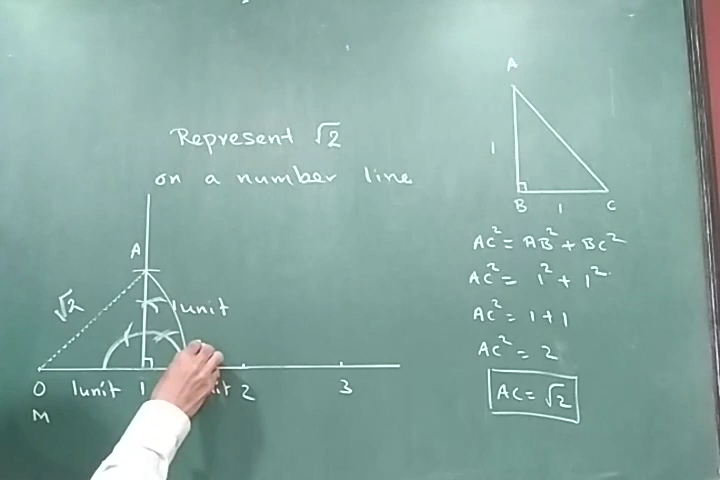 Represent √2
on a number line
A
√2
1unit
0 1unit 1 2 3
M
A
1
B 1 C
AC² = AB² + BC²
AC² = 1² + 1²
AC² = 1 + 1
AC² = 2
AC = √2